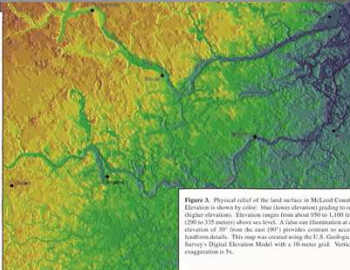 Figure 3. Physical relief of the land surface in McLeod Count
Elevation is shown by color: blue (lower elevation) grading to re
(higher elevation). Elevation ranges from about 950 to 1,100 fe
(290 to 335 meters) above sea level. A false sun illumination at a
elevation of 30° from the east (90°) provides contrast to acce
landform details. This map was created using the U.S. Geologic
Survey's Digital Elevation Model with a 10-meter grid. Vertic
exaggeration is 5x.